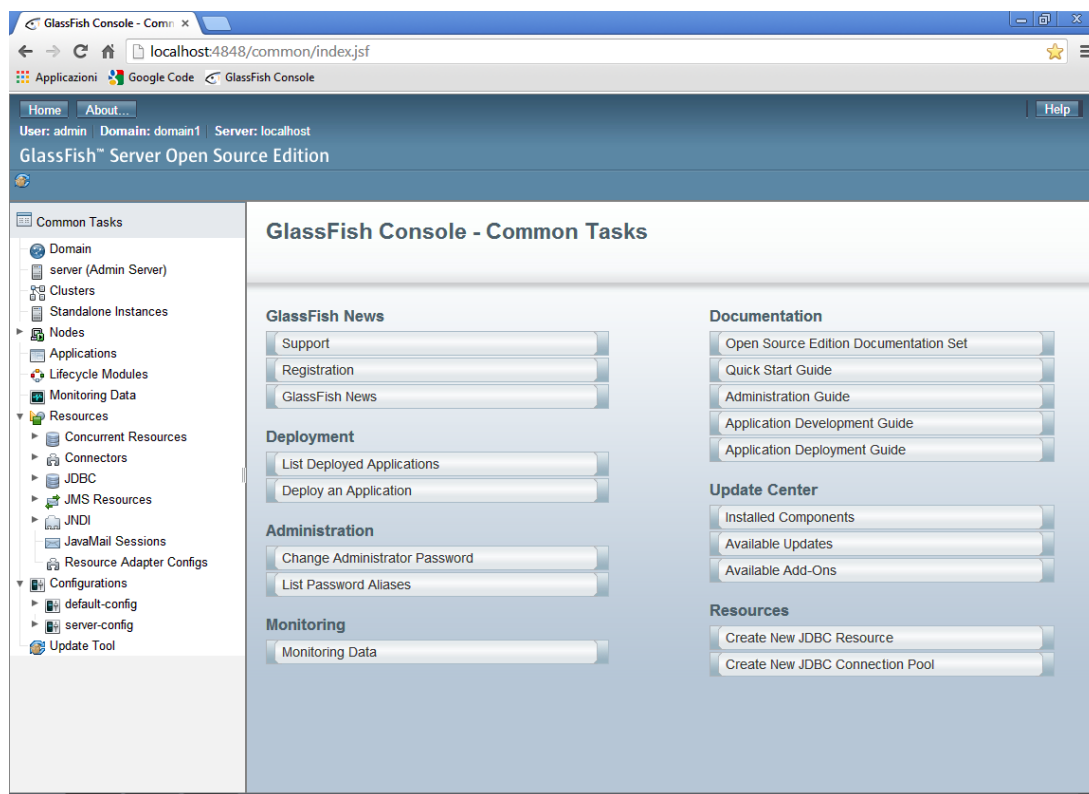 GlassFish Console - Comn ×
localhost:4848/common/index.jsf
Applicazioni Google Code GlassFish Console
Home About... Help
User: admin Domain: domain1 Server: localhost
GlassFish™ Server Open Source Edition
Common Tasks
Domain
server (Admin Server)
Clusters
Standalone Instances
Nodes
Applications
Lifecycle Modules
Monitoring Data
Resources
Concurrent Resources
Connectors
JDBC
JMS Resources
JNDI
JavaMail Sessions
Resource Adapter Configs
Configurations
default-config
server-config
Update Tool
GlassFish Console - Common Tasks
GlassFish News
Support
Registration
GlassFish News
Deployment
List Deployed Applications
Deploy an Application
Administration
Change Administrator Password
List Password Aliases
Monitoring
Monitoring Data
Documentation
Open Source Edition Documentation Set
Quick Start Guide
Administration Guide
Application Development Guide
Application Deployment Guide
Update Center
Installed Components
Available Updates
Available Add-Ons
Resources
Create New JDBC Resource
Create New JDBC Connection Pool